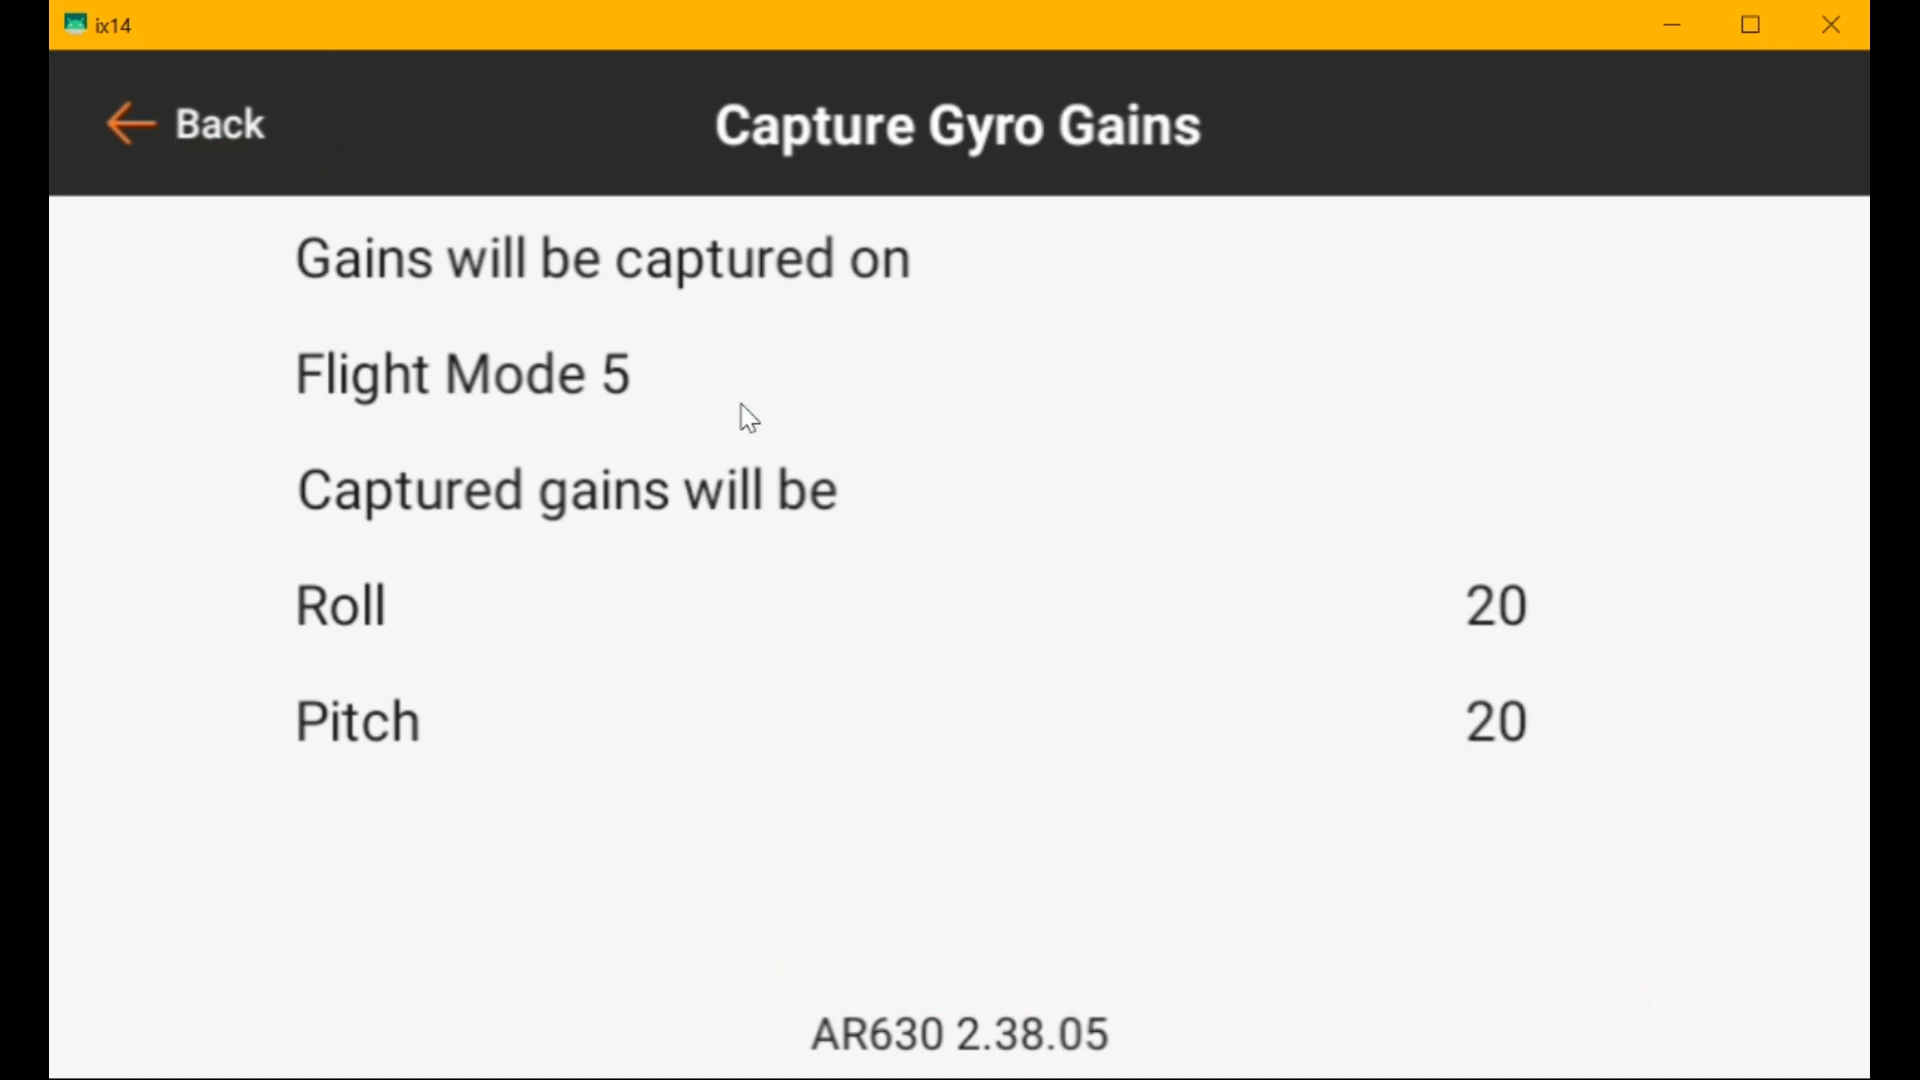 ix14
Back
Capture Gyro Gains
Gains will be captured on
Flight Mode 5
Captured gains will be
Roll 20
Pitch 20
AR630 2.38.05